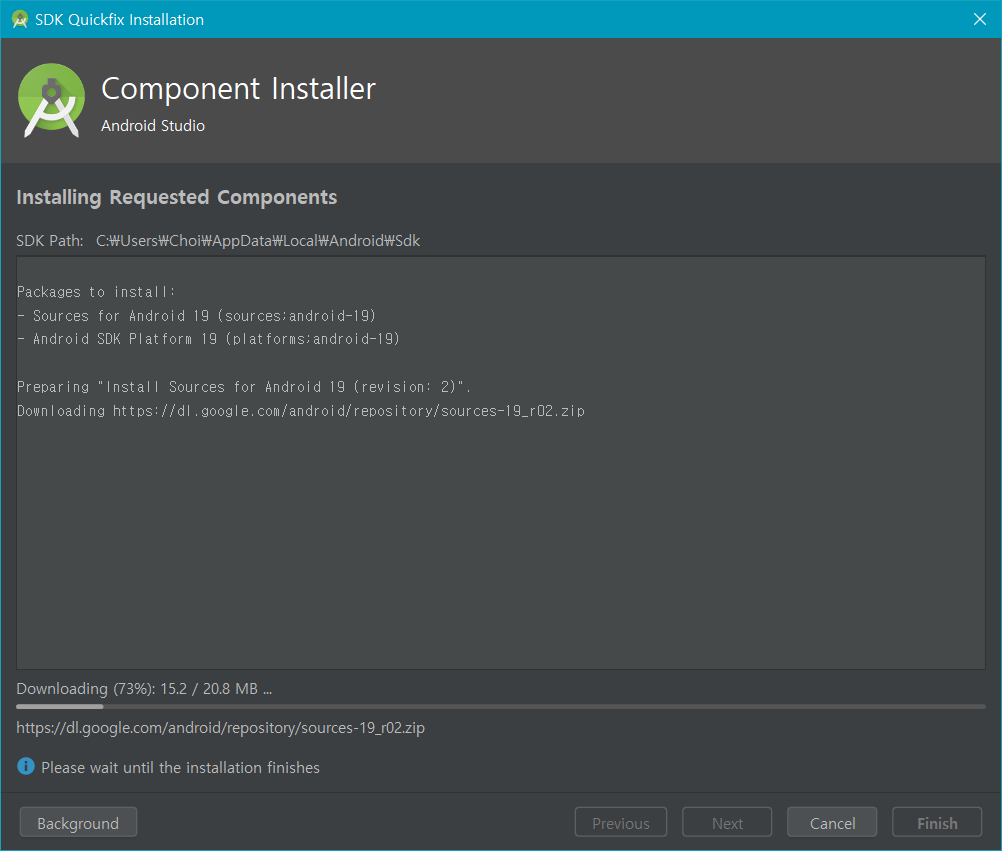 SDK Quickfix Installation
Component Installer
Android Studio
Installing Requested Components
SDK Path: C:₩Users₩Choi₩AppData₩Local₩Android₩Sdk
Packages to install:
- Sources for Android 19 (sources;android-19)
- Android SDK Platform 19 (platforms;android-19)
Preparing "Install Sources for Android 19 (revision: 2)".
Downloading https://dl.google.com/android/repository/sources-19_r02.zip
Downloading (73%): 15.2 / 20.8 MB ...
https://dl.google.com/android/repository/sources-19_r02.zip
Please wait until the installation finishes
Background Previous Next Cancel Finish